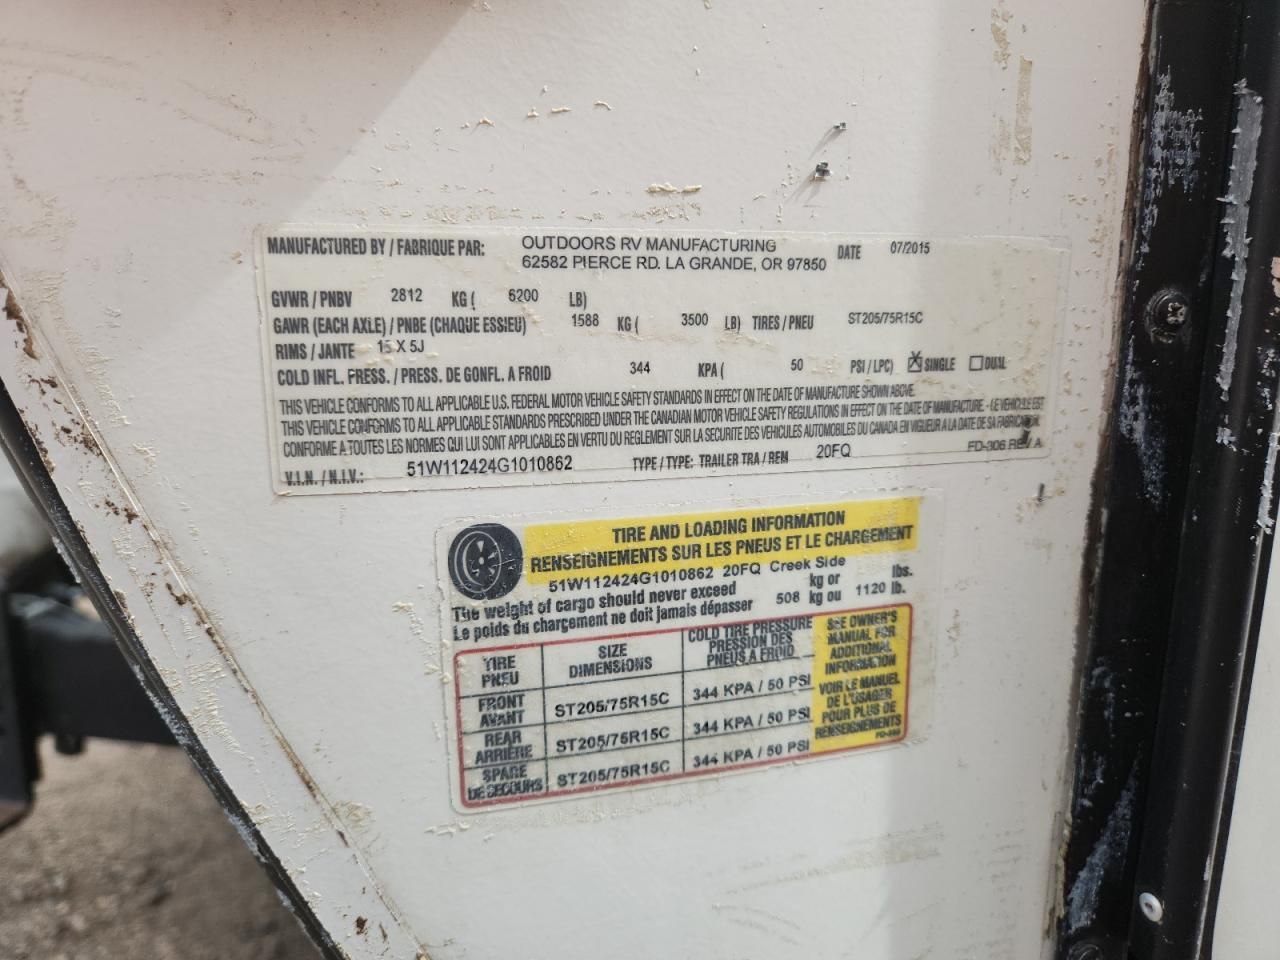 MANUFACTURED BY / FABRIQUE PAR: OUTDOORS RV MANUFACTURING DATE 07/2015
62582 PIERCE RD. LA GRANDE, OR 97850
GVWR / PNBV 2812 KG ( 6200 LB)
GAWR (EACH AXLE) / PNBE (CHAQUE ESSIEU) 1588 KG ( 3500 LB) TIRES / PNEU ST205/75R15C
RIMS / JANTE 15 X 5J
COLD INFL. PRESS. / PRESS. DE GONFL. A FROID 344 KPA ( 50 PSI / LPC) ☒ SINGLE ☐ DUAL
THIS VEHICLE CONFORMS TO ALL APPLICABLE U.S. FEDERAL MOTOR VEHICLE SAFETY STANDARDS IN EFFECT ON THE DATE OF MANUFACTURE SHOWN ABOVE.
THIS VEHICLE CONFORMS TO ALL APPLICABLE STANDARDS PRESCRIBED UNDER THE CANADIAN MOTOR VEHICLE SAFETY REGULATIONS IN EFFECT ON THE DATE OF MANUFACTURE - LE VEHICULE EST
CONFORME A TOUTES LES NORMES QUI LUI SONT APPLICABLES EN VERTU DU REGLEMENT SUR LA SECURITE DES VEHICULES AUTOMOBILES DU CANADA EN VIGUEUR A LA DATE DE SA FABRICATION.
V.I.N. / N.I.V.: 51W112424G1010862 TYPE / TYPE: TRAILER TRA / REM 20FQ FD-306 REV A
TIRE AND LOADING INFORMATION
RENSEIGNEMENTS SUR LES PNEUS ET LE CHARGEMENT
51W112424G1010862 20FQ Creek Side
The weight of cargo should never exceed 508 kg or 1120 lbs.
Le poids du chargement ne doit jamais dépasser kg ou lb.
TIRE SIZE COLD TIRE PRESSURE
PNEU DIMENSIONS PRESSION DES
PNEUS A FROID
FRONT ST205/75R15C 344 KPA / 50 PSI
AVANT
REAR ST205/75R15C 344 KPA / 50 PSI
ARRIÈRE
SPARE ST205/75R15C 344 KPA / 50 PSI
DE SECOURS
SEE OWNER'S
MANUAL FOR
ADDITIONAL
INFORMATION
VOIR LE MANUEL
DE L'USAGER
POUR PLUS DE
RENSEIGNEMENTS